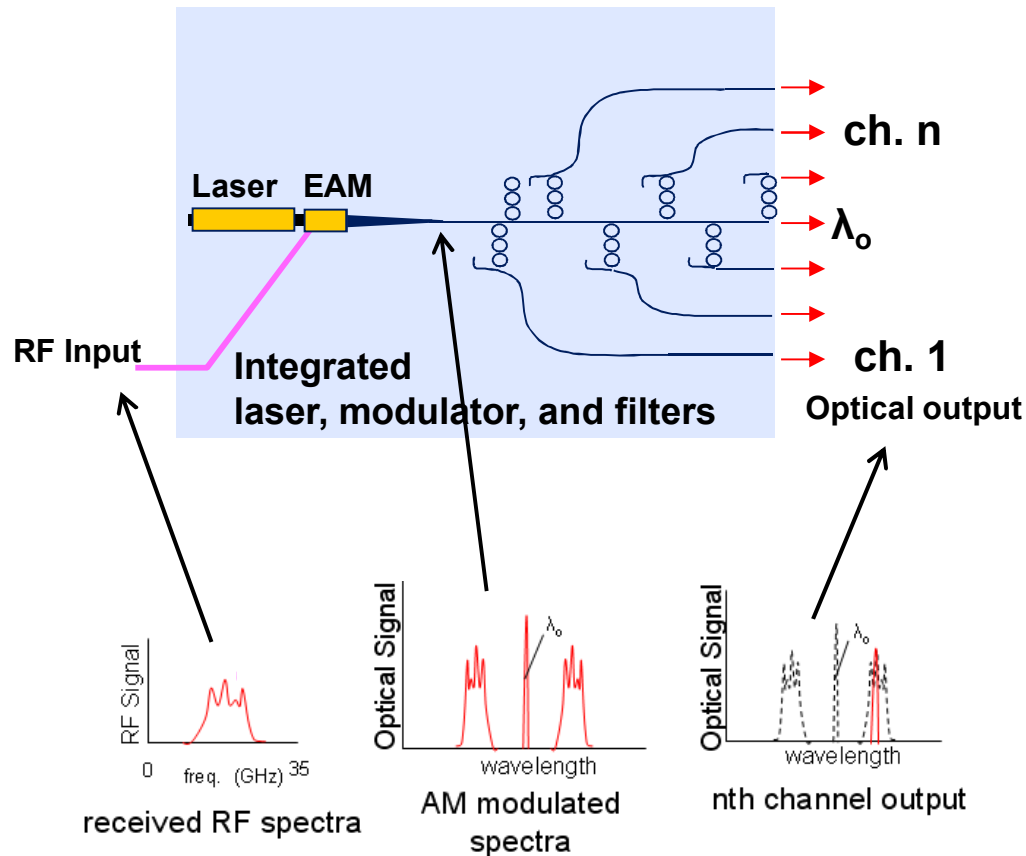 Laser EAM
ch. n
λo
RF Input
Integrated
laser, modulator, and filters
ch. 1
Optical output
RF Signal
0 freq. (GHz) 35
received RF spectra
Optical Signal
λo
wavelength
AM modulated
spectra
Optical Signal
λo
wavelength
nth channel output